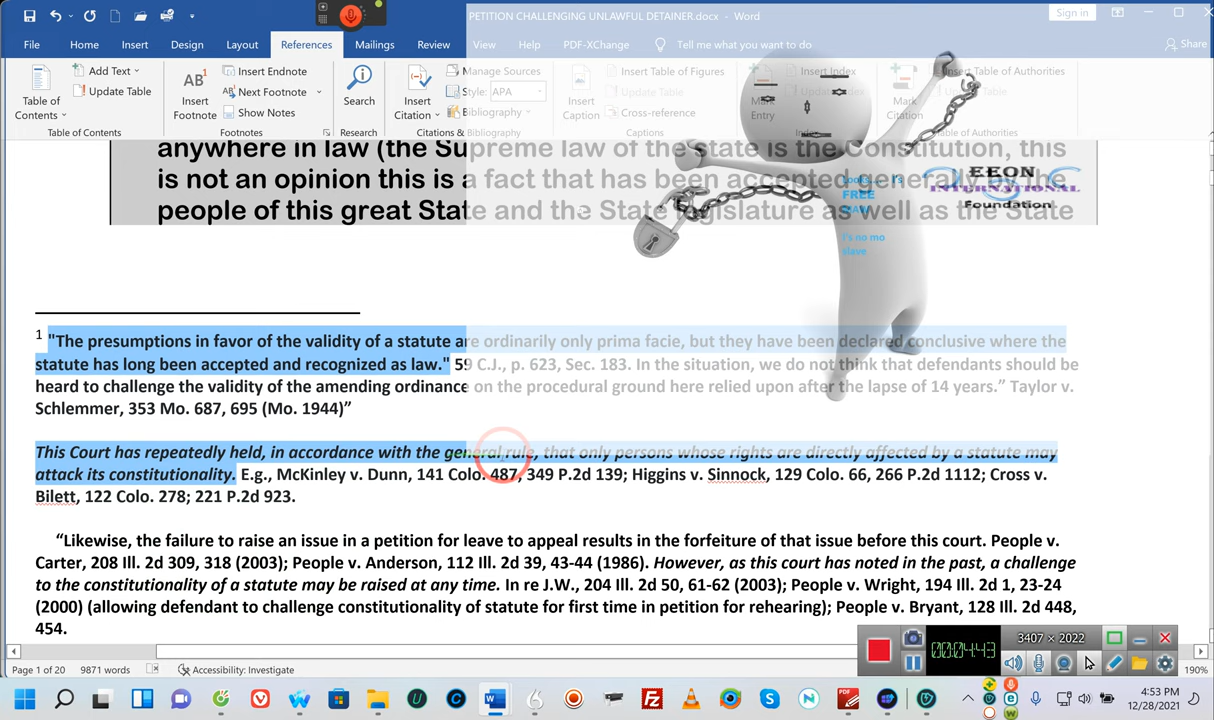 PETITION CHALLENGING UNLAWFUL DETAINER.docx - Word
Sign in
File Home Insert Design Layout References Mailings Review View Help PDF-XChange Tell me what you want to do
Share
Table of Contents
Add Text
Update Table
Table of Contents
AB1
Insert Footnote
Insert Endnote
Next Footnote
Show Notes
Footnotes
Search
Research
Insert Citation
Manage Sources
Style: APA
Bibliography
Citations & Bibliography
Insert Caption
Insert Table of Figures
Update Table
Cross-reference
Captions
Mark Entry
Insert Index
Mark Citation
Insert Table of Authorities
Table of Authorities
anywhere in law (the Supreme law of the state is the Constitution, this
is not an opinion this is a fact that has been accepted generally by the
people of this great State and the State Legislature as well as the State
EEON
INTERNATIONAL
Foundation
FREE
I's no mo
slave
1 "The presumptions in favor of the validity of a statute are ordinarily only prima facie, but they have been declared conclusive where the
statute has long been accepted and recognized as law." 59 C.J., p. 623, Sec. 183. In the situation, we do not think that defendants should be
heard to challenge the validity of the amending ordinance on the procedural ground here relied upon after the lapse of 14 years.” Taylor v.
Schlemmer, 353 Mo. 687, 695 (Mo. 1944)”
This Court has repeatedly held, in accordance with the general rule, that only persons whose rights are directly affected by a statute may
attack its constitutionality. E.g., McKinley v. Dunn, 141 Colo. 487, 349 P.2d 139; Higgins v. Sinnock, 129 Colo. 66, 266 P.2d 1112; Cross v.
Bilett, 122 Colo. 278; 221 P.2d 923.
“Likewise, the failure to raise an issue in a petition for leave to appeal results in the forfeiture of that issue before this court. People v.
Carter, 208 Ill. 2d 309, 318 (2003); People v. Anderson, 112 Ill. 2d 39, 43-44 (1986). However, as this court has noted in the past, a challenge
to the constitutionality of a statute may be raised at any time. In re J.W., 204 Ill. 2d 50, 61-62 (2003); People v. Wright, 194 Ill. 2d 1, 23-24
(2000) (allowing defendant to challenge constitutionality of statute for first time in petition for rehearing); People v. Bryant, 128 Ill. 2d 448,
454.
00:04:43
3407 × 2022
Page 1 of 20 9871 words Accessibility: Investigate
190%
4:53 PM
12/28/2021